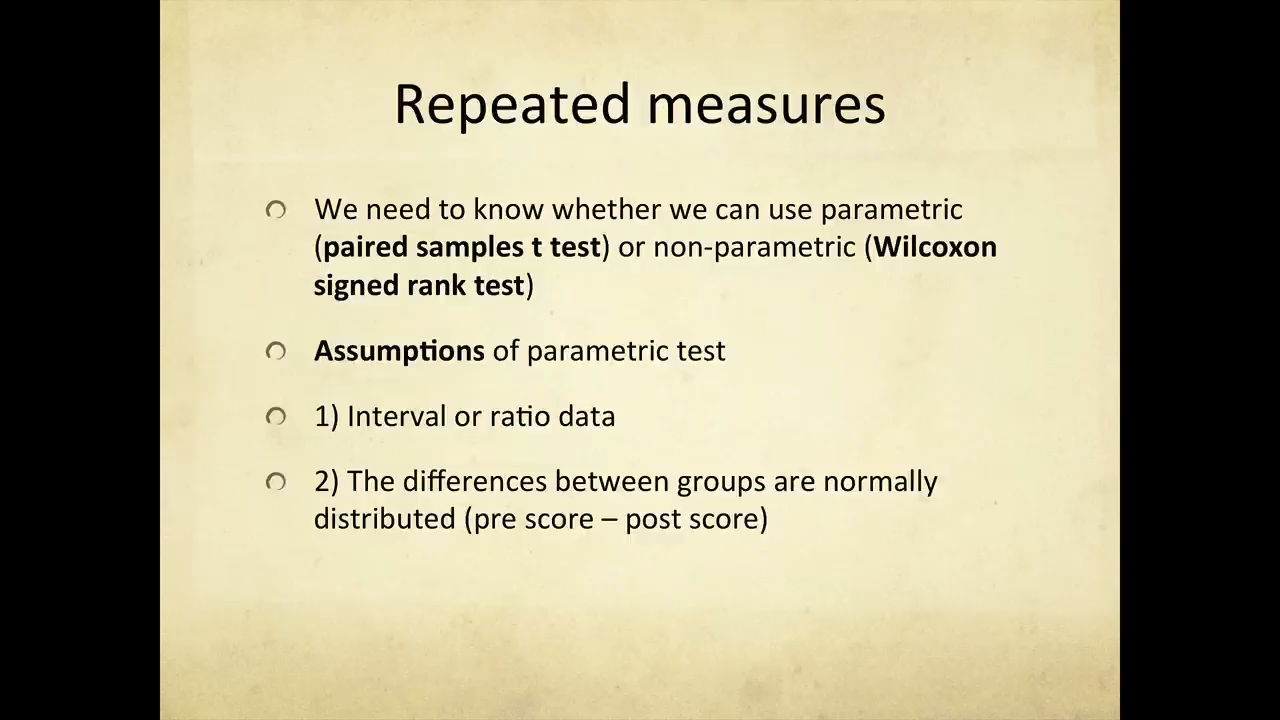 Repeated measures
We need to know whether we can use parametric
(paired samples t test) or non-parametric (Wilcoxon
signed rank test)
Assumptions of parametric test
1) Interval or ratio data
2) The differences between groups are normally
distributed (pre score – post score)